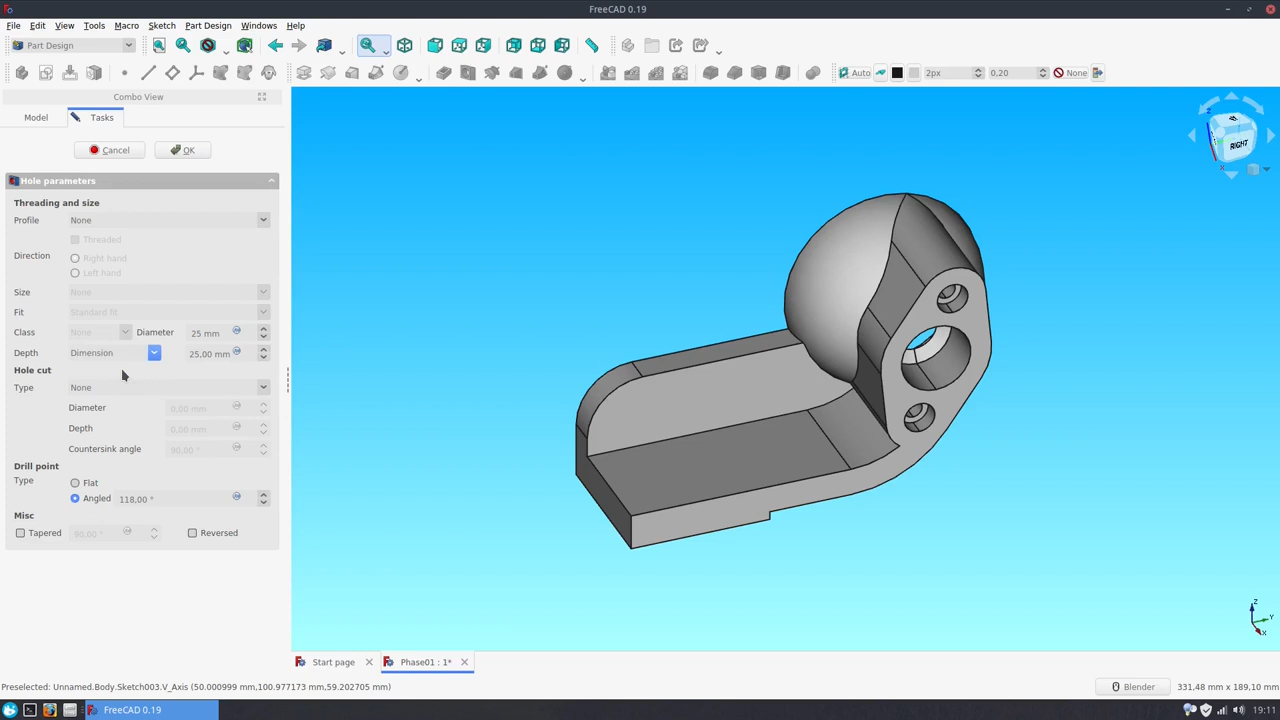 FreeCAD 0.19
File Edit View Tools Macro Sketch Part Design Windows Help
Part Design
Auto 2px 0,20 None
Combo View
Model Tasks
Cancel OK
Hole parameters
Threading and size
Profile None
Threaded
Direction Right hand
Left hand
Size None
Fit Standard fit
Class None Diameter 25 mm
Depth Dimension 25,00 mm
Hole cut
Type None
Diameter 0,00 mm
Depth 0,00 mm
Countersink angle 90,00 °
Drill point
Type Flat
Angled 118,00 °
Misc
Tapered 90,00 ° Reversed
RIGHT
Z
X
Z
Y
X
Start page Phase01 : 1*
Preselected: Unnamed.Body.Sketch003.V_Axis (50.000999 mm,100.977173 mm,59.202705 mm) Blender 331,48 mm x 189,10 mm
FreeCAD 0.19 19:11